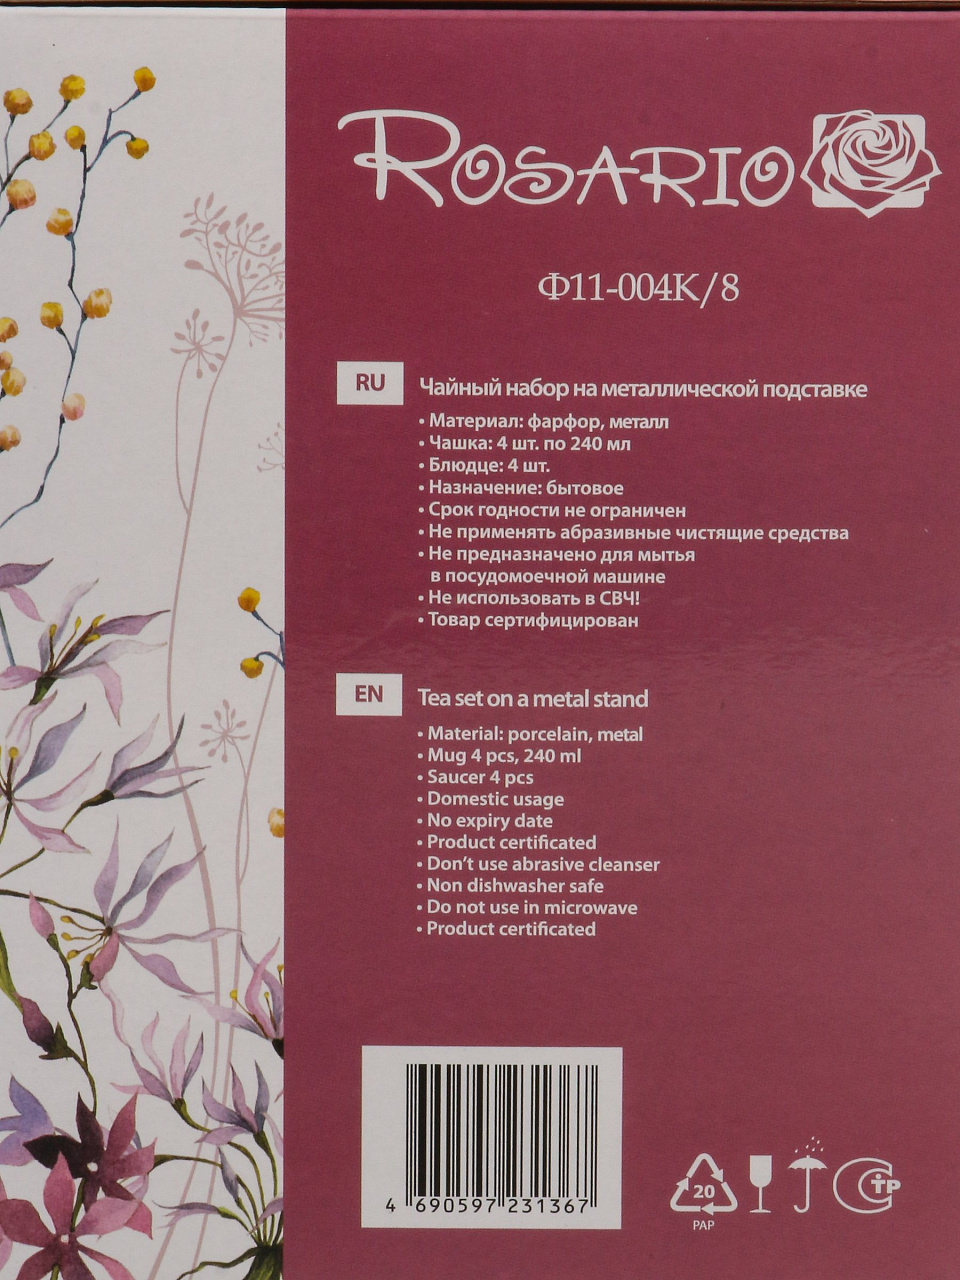 ROSARIO
Ф11-004К/8
RU
Чайный набор на металлической подставке
• Материал: фарфор, металл
• Чашка: 4 шт. по 240 мл
• Блюдце: 4 шт.
• Назначение: бытовое
• Срок годности не ограничен
• Не применять абразивные чистящие средства
• Не предназначено для мытья
в посудомоечной машине
• Не использовать в СВЧ!
• Товар сертифицирован
EN
Tea set on a metal stand
• Material: porcelain, metal
• Mug 4 pcs, 240 ml
• Saucer 4 pcs
• Domestic usage
• No expiry date
• Product certificated
• Don’t use abrasive cleanser
• Non dishwasher safe
• Do not use in microwave
• Product certificated
4 690597 231367
20
PAP
СТР